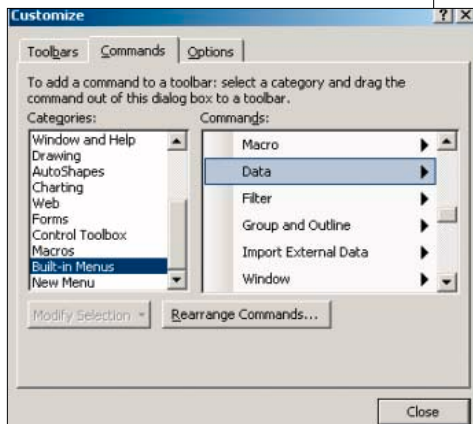 Customize
Toolbars Commands Options
To add a command to a toolbar: select a category and drag the
command out of this dialog box to a toolbar.
Categories: Commands:
Window and Help
Drawing
AutoShapes
Charting
Web
Forms
Control Toolbox
Macros
Built-in Menus
New Menu
Macro
Data
Filter
Group and Outline
Import External Data
Window
Modify Selection Rearrange Commands...
Close